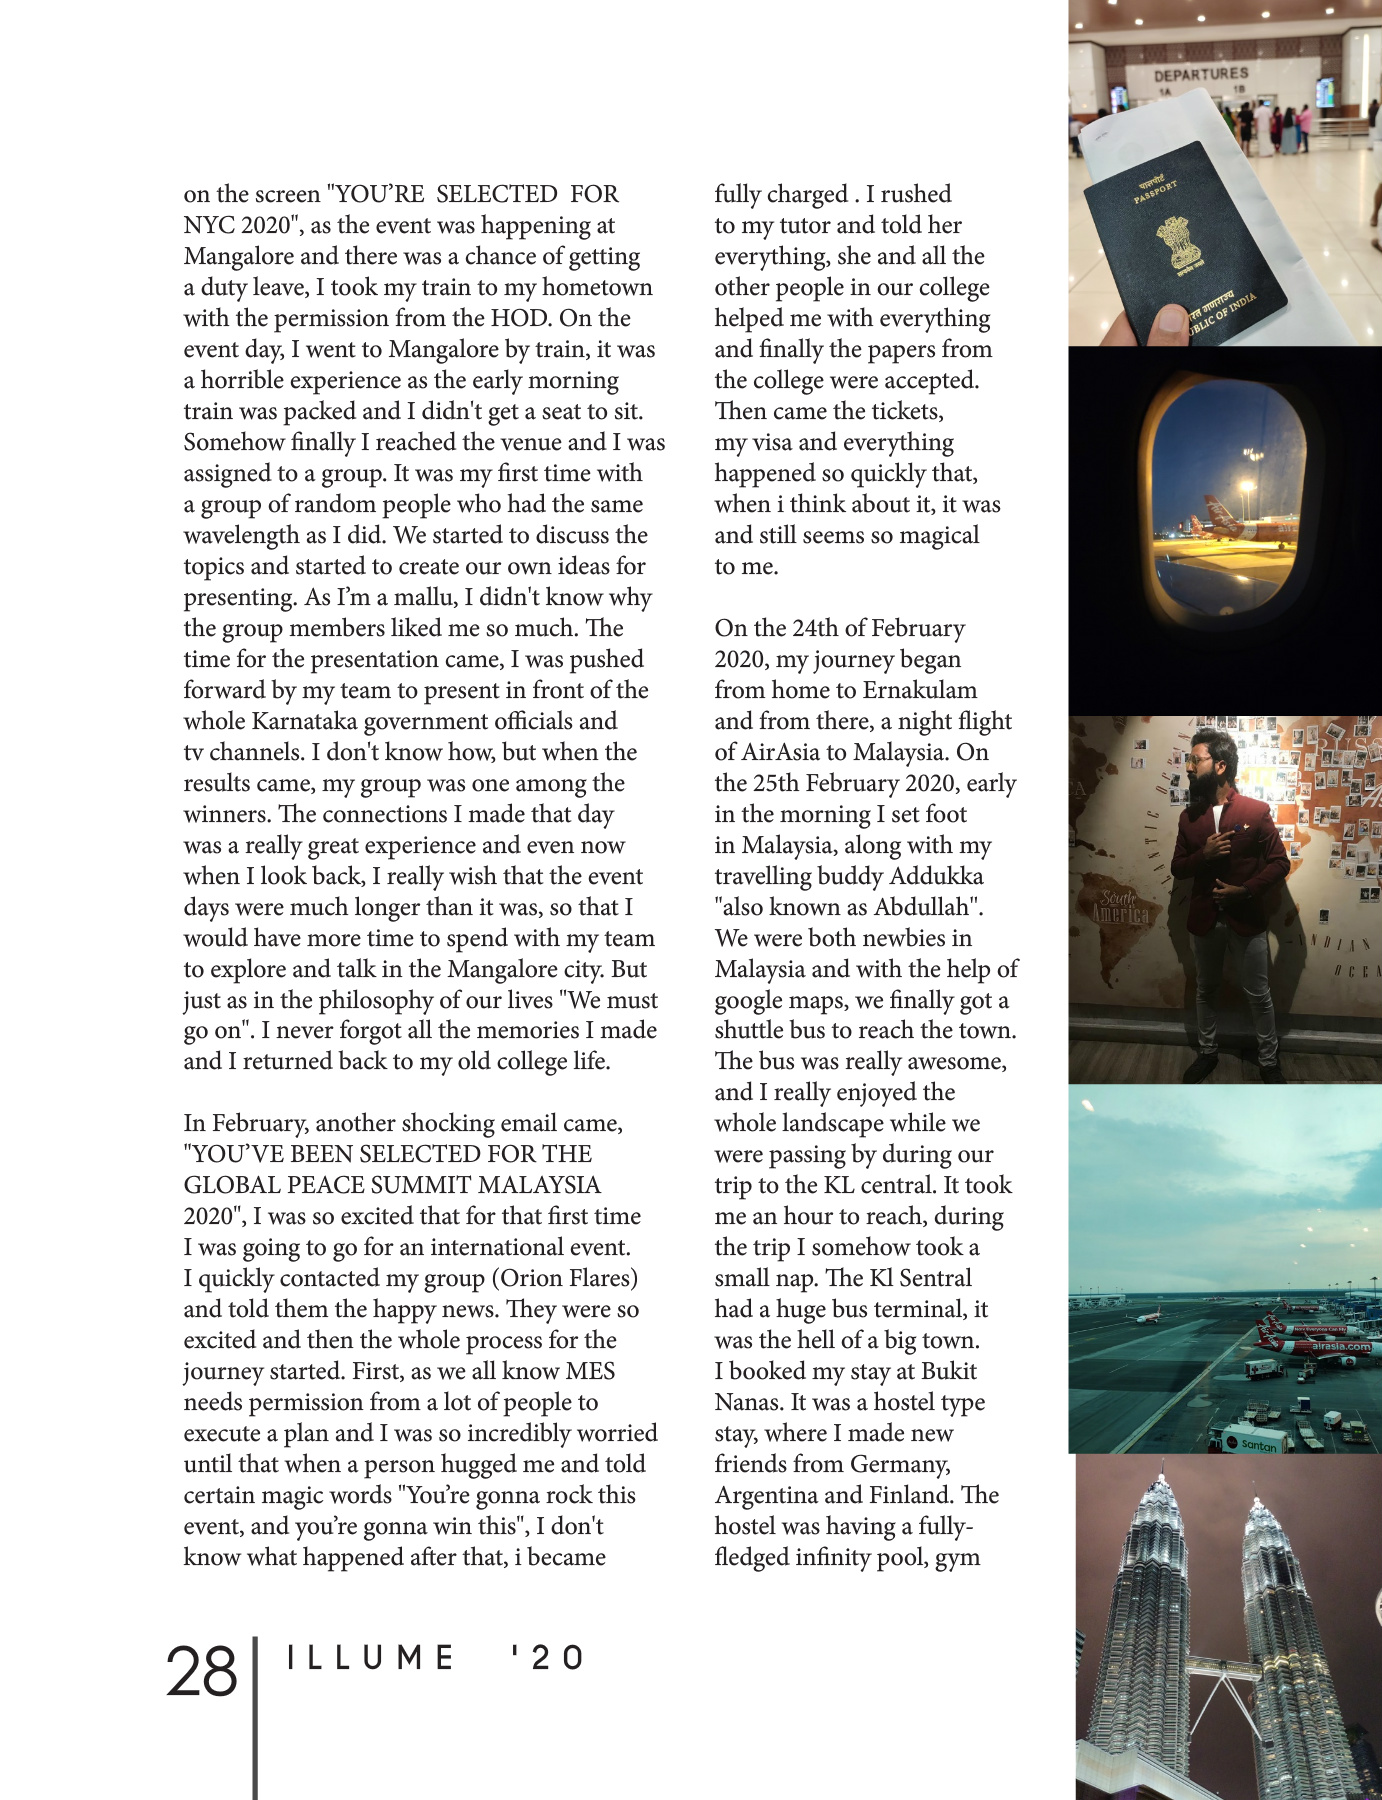 on the screen "YOU’RE SELECTED FOR
NYC 2020", as the event was happening at
Mangalore and there was a chance of getting
a duty leave, I took my train to my hometown
with the permission from the HOD. On the
event day, I went to Mangalore by train, it was
a horrible experience as the early morning
train was packed and I didn't get a seat to sit.
Somehow finally I reached the venue and I was
assigned to a group. It was my first time with
a group of random people who had the same
wavelength as I did. We started to discuss the
topics and started to create our own ideas for
presenting. As I’m a mallu, I didn't know why
the group members liked me so much. The
time for the presentation came, I was pushed
forward by my team to present in front of the
whole Karnataka government officials and
tv channels. I don't know how, but when the
results came, my group was one among the
winners. The connections I made that day
was a really great experience and even now
when I look back, I really wish that the event
days were much longer than it was, so that I
would have more time to spend with my team
to explore and talk in the Mangalore city. But
just as in the philosophy of our lives "We must
go on". I never forgot all the memories I made
and I returned back to my old college life.
In February, another shocking email came,
"YOU’VE BEEN SELECTED FOR THE
GLOBAL PEACE SUMMIT MALAYSIA
2020", I was so excited that for that first time
I was going to go for an international event.
I quickly contacted my group (Orion Flares)
and told them the happy news. They were so
excited and then the whole process for the
journey started. First, as we all know MES
needs permission from a lot of people to
execute a plan and I was so incredibly worried
until that when a person hugged me and told
certain magic words "You’re gonna rock this
event, and you’re gonna win this", I don't
know what happened after that, i became
fully charged . I rushed
to my tutor and told her
everything, she and all the
other people in our college
helped me with everything
and finally the papers from
the college were accepted.
Then came the tickets,
my visa and everything
happened so quickly that,
when i think about it, it was
and still seems so magical
to me.
On the 24th of February
2020, my journey began
from home to Ernakulam
and from there, a night flight
of AirAsia to Malaysia. On
the 25th February 2020, early
in the morning I set foot
in Malaysia, along with my
travelling buddy Addukka
"also known as Abdullah".
We were both newbies in
Malaysia and with the help of
google maps, we finally got a
shuttle bus to reach the town.
The bus was really awesome,
and I really enjoyed the
whole landscape while we
were passing by during our
trip to the KL central. It took
me an hour to reach, during
the trip I somehow took a
small nap. The Kl Sentral
had a huge bus terminal, it
was the hell of a big town.
I booked my stay at Bukit
Nanas. It was a hostel type
stay, where I made new
friends from Germany,
Argentina and Finland. The
hostel was having a fully-
fledged infinity pool, gym
28
ILLUME '20
DEPARTURES
1A 1B
पासपोर्ट
PASSPORT
सत्यमेव जयते
रत गणराज्य
UBLIC OF INDIA
South
America
ANTIC OCE
INDIAN
OCEA
Now Everyone Can Fly
airasia.com
Santan